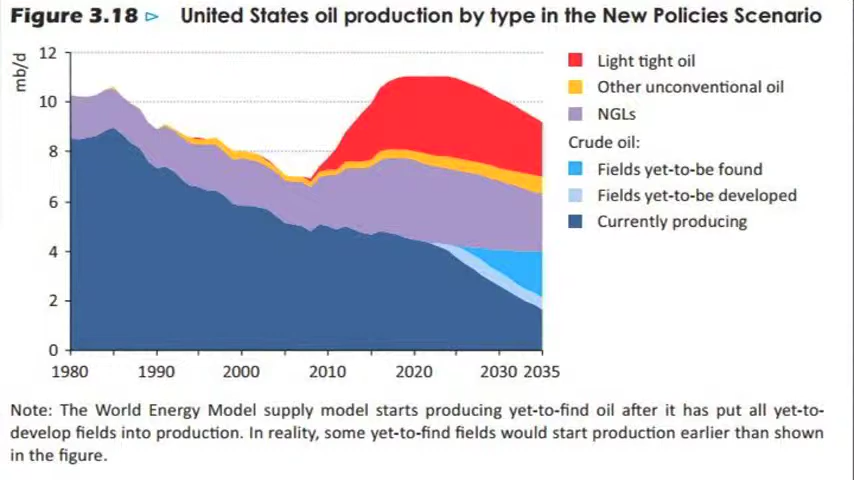 Figure 3.18 ▷ United States oil production by type in the New Policies Scenario
mb/d
12
10
8
6
4
2
0
1980 1990 2000 2010 2020 2030 2035
Light tight oil
Other unconventional oil
NGLs
Crude oil:
Fields yet-to-be found
Fields yet-to-be developed
Currently producing
Note: The World Energy Model supply model starts producing yet-to-find oil after it has put all yet-to-
develop fields into production. In reality, some yet-to-find fields would start production earlier than shown
in the figure.